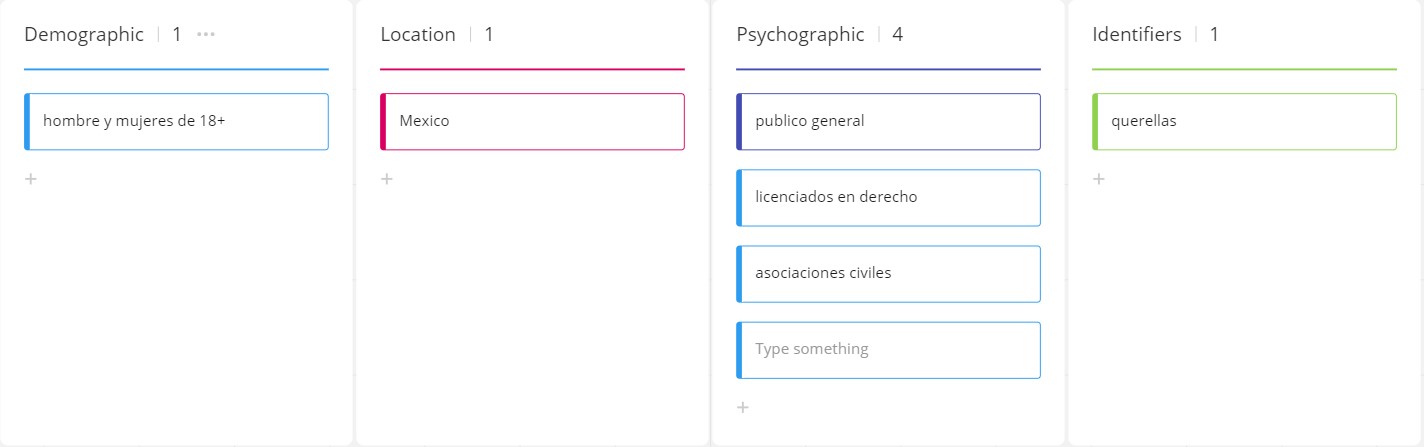 Demographic | 1 ...
hombre y mujeres de 18+
+
Location | 1
Mexico
+
Psychographic | 4
publico general
licenciados en derecho
asociaciones civiles
Type something
+
Identifiers | 1
querellas
+